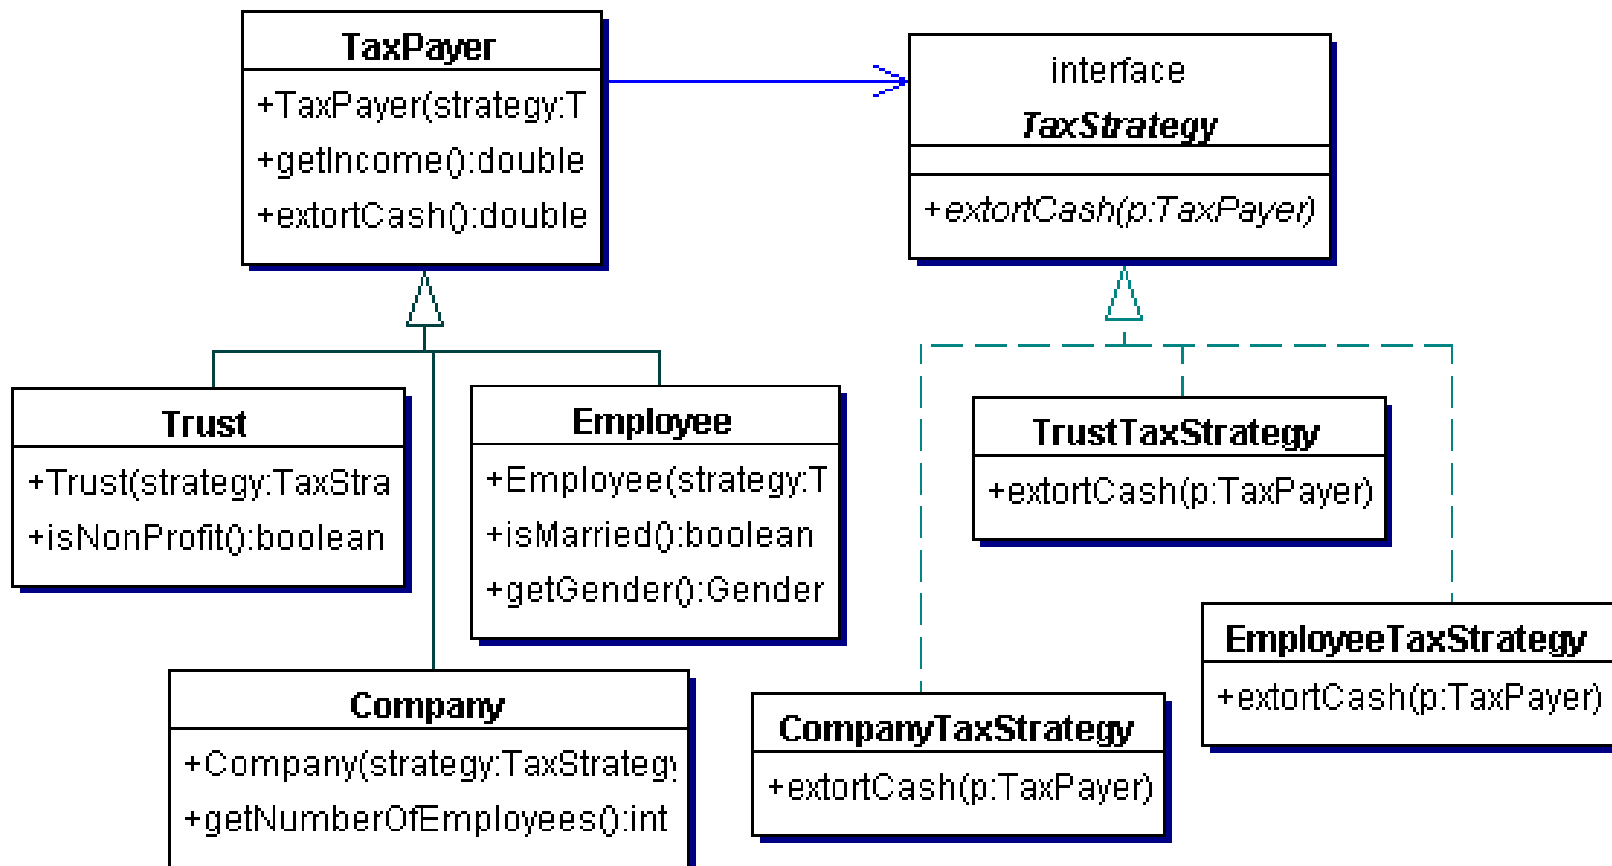 TaxPayer
+TaxPayer(strategy:T
+getIncome():double
+extortCash():double
interface
TaxStrategy
+extortCash(p:TaxPayer)
Trust
+Trust(strategy:TaxStra
+isNonProfit():boolean
Employee
+Employee(strategy:T
+isMarried():boolean
+getGender():Gender
TrustTaxStrategy
+extortCash(p:TaxPayer)
EmployeeTaxStrategy
+extortCash(p:TaxPayer)
Company
+Company(strategy:TaxStrategy
+getNumberOfEmployees():int
CompanyTaxStrategy
+extortCash(p:TaxPayer)